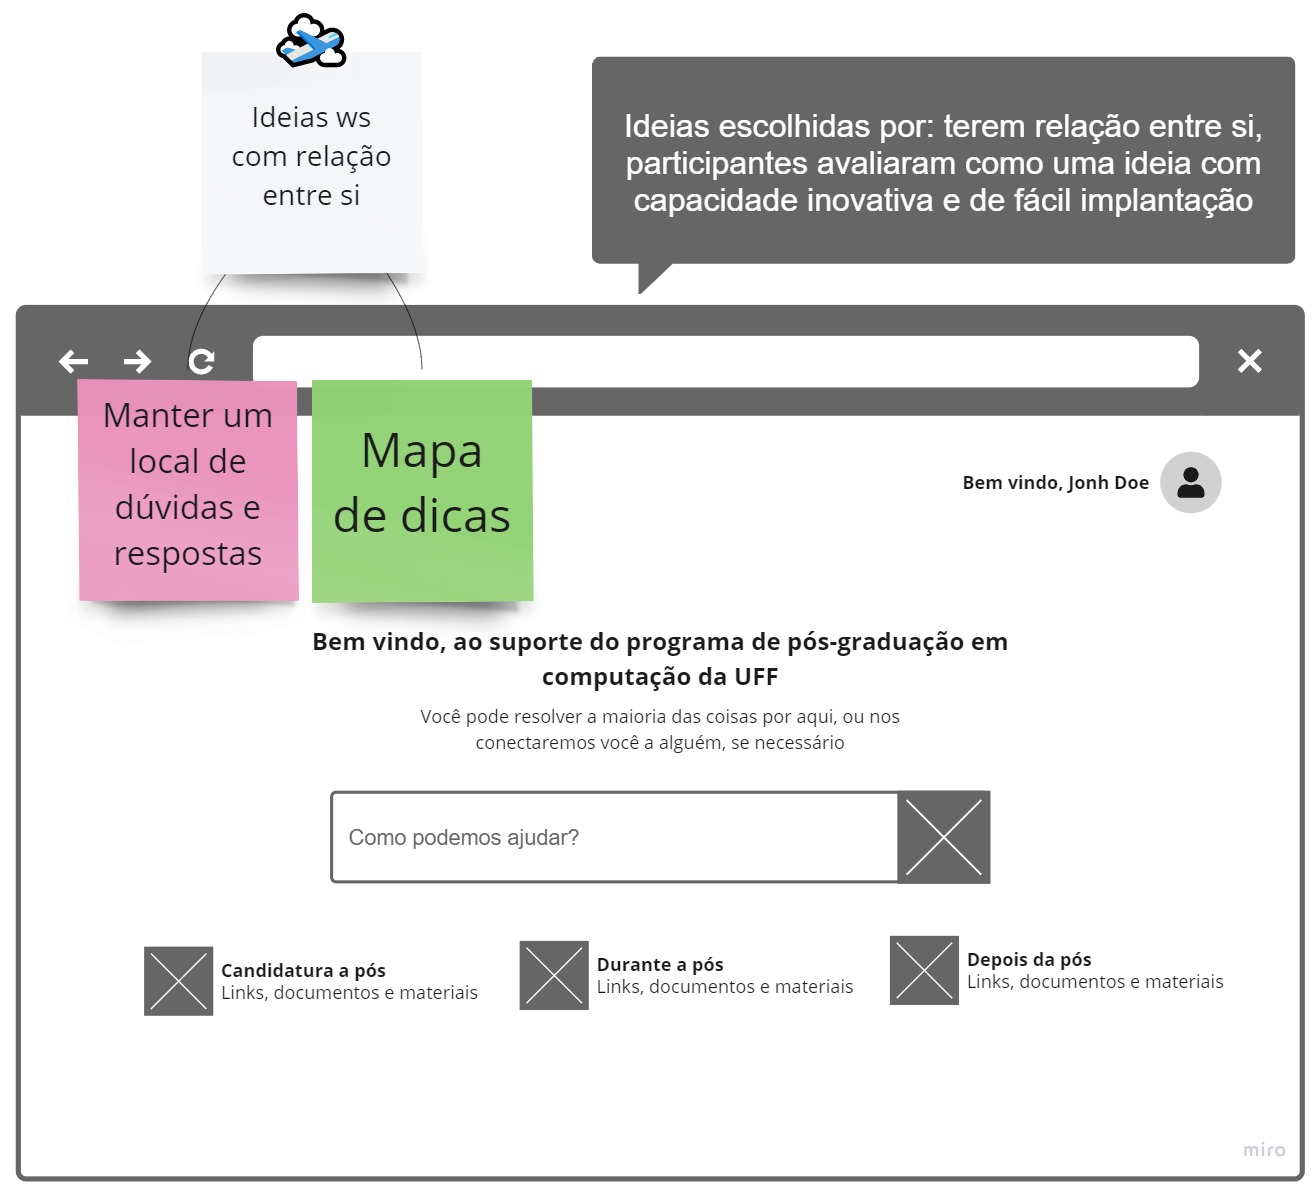 Ideias ws
com relação
entre si
Ideias escolhidas por: terem relação entre si,
participantes avaliaram como uma ideia com
capacidade inovativa e de fácil implantação
Manter um
local de
dúvidas e
respostas
Mapa
de dicas
Bem vindo, Jonh Doe
Bem vindo, ao suporte do programa de pós-graduação em
computação da UFF
Você pode resolver a maioria das coisas por aqui, ou nos
conectaremos você a alguém, se necessário
Como podemos ajudar?
Candidatura a pós
Links, documentos e materiais
Durante a pós
Links, documentos e materiais
Depois da pós
Links, documentos e materiais
miro